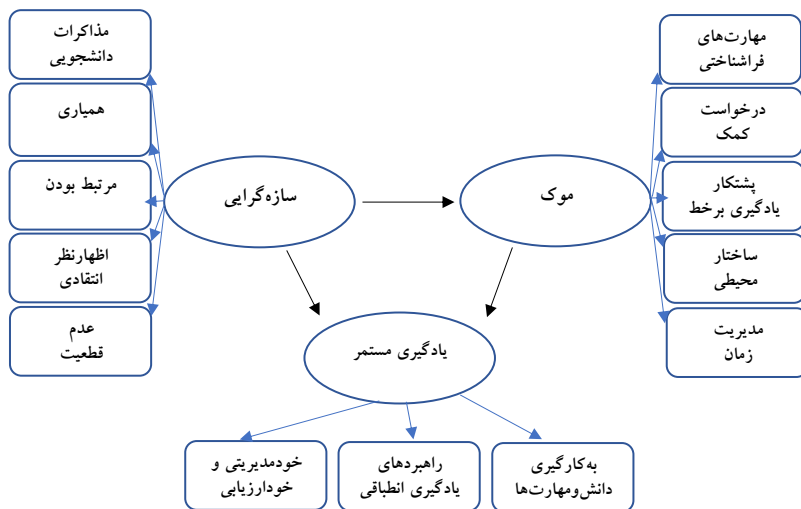 مهارت‌های
فراشناختی
درخواست
کمک
پشتکار
یادگیری برخط
ساختار
محیطی
مدیریت
زمان
موک
سازه‌گرایی
مذاکرات
دانشجویی
همیاری
مرتبط بودن
اظهارنظر
انتقادی
عدم
قطعیت
یادگیری مستمر
به‌کارگیری
دانش‌ومهارت‌ها
راهبردهای
یادگیری انطباقی
خودمدیریتی و
خودارزیابی